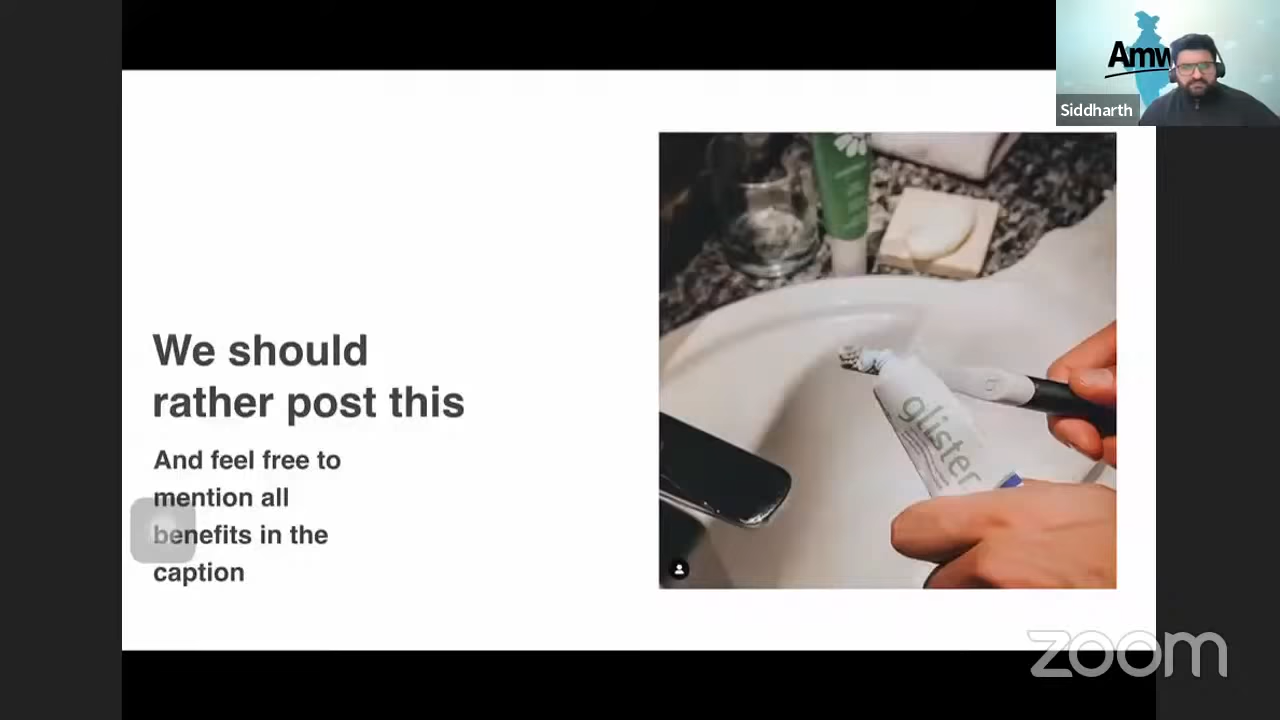 Amw
Siddharth
We should
rather post this
And feel free to
mention all
benefits in the
caption
glister
zoom